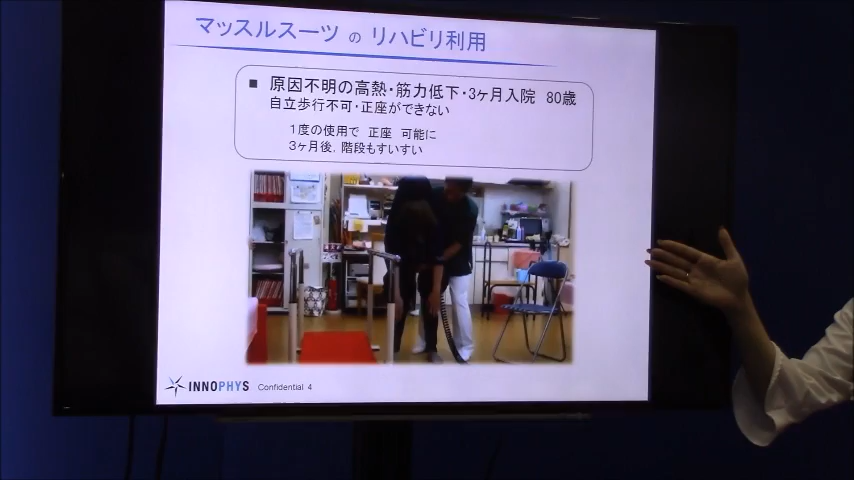 マッスルスーツ の リハビリ利用
■ 原因不明の高熱・筋力低下・3ヶ月入院 80歳
自立歩行不可・正座ができない
1度の使用で 正座 可能に
3ヶ月後、階段もすいすい
INNOPHYS Confidential 4